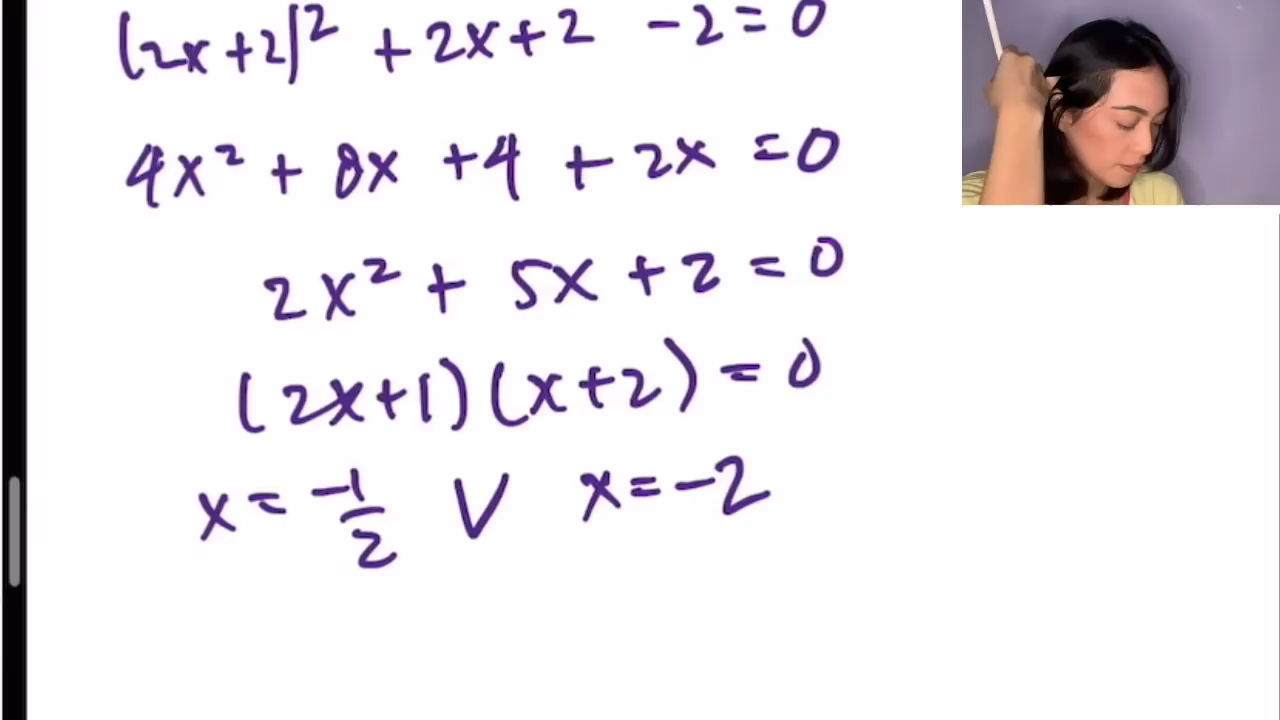 (2x+2)² + 2x+2 -2=0
4x² + 8x +4 + 2x =0
2x² + 5x +2 = 0
(2x+1)(x+2) = 0
x = -1/2 V x=-2